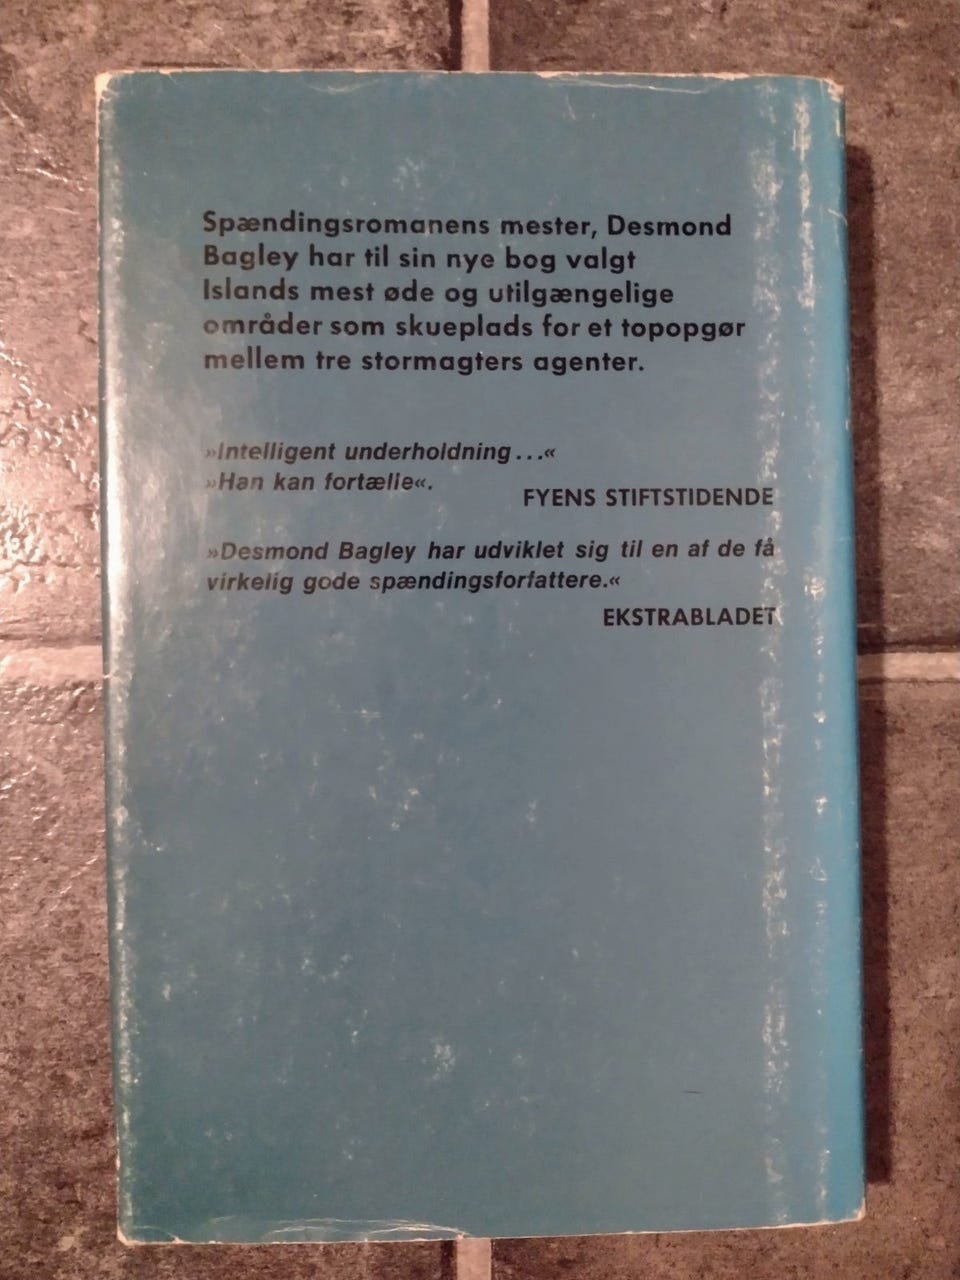 Spændingsromanens mester, Desmond
Bagley har til sin nye bog valgt
Islands mest øde og utilgængelige
områder som skueplads for et topopgør
mellem tre stormagters agenter.
»Intelligent underholdning...«
»Han kan fortælle«.
FYENS STIFTSTIDENDE
»Desmond Bagley har udviklet sig til en af de få
virkelig gode spændingsforfattere.«
EKSTRABLADET